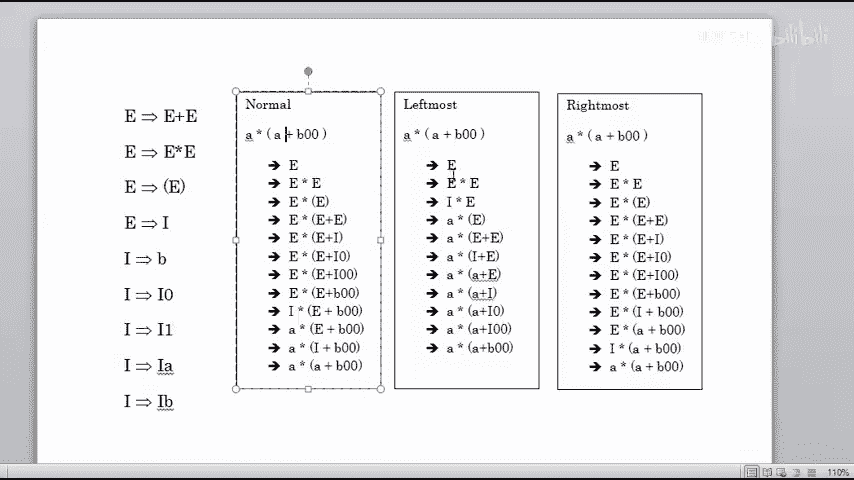 E ⇒ E+E
E ⇒ E*E
E ⇒ (E)
E ⇒ I
I ⇒ b
I ⇒ I0
I ⇒ I1
I ⇒ Ia
I ⇒ Ib
Normal
a * ( a + b00 )
➔ E
➔ E * E
➔ E * (E)
➔ E * (E+E)
➔ E * (E+I)
➔ E * (E+I0)
➔ E * (E+I00)
➔ E * (E+b00)
➔ I * (E + b00)
➔ a * (E + b00)
➔ a * (I + b00)
➔ a * (a + b00)
Leftmost
a * ( a + b00 )
➔ E
➔ E * E
➔ I * E
➔ a * (E)
➔ a * (E+E)
➔ a * (I+E)
➔ a * (a+E)
➔ a * (a+I)
➔ a * (a+I0)
➔ a * (a+I00)
➔ a * (a+b00)
Rightmost
a * ( a + b00 )
➔ E
➔ E * E
➔ E * (E)
➔ E * (E+E)
➔ E * (E+I)
➔ E * (E+I0)
➔ E * (E+I00)
➔ E * (E+b00)
➔ E * (I + b00)
➔ E * (a + b00)
➔ I * (a + b00)
➔ a * (a + b00)
bilibili
110%